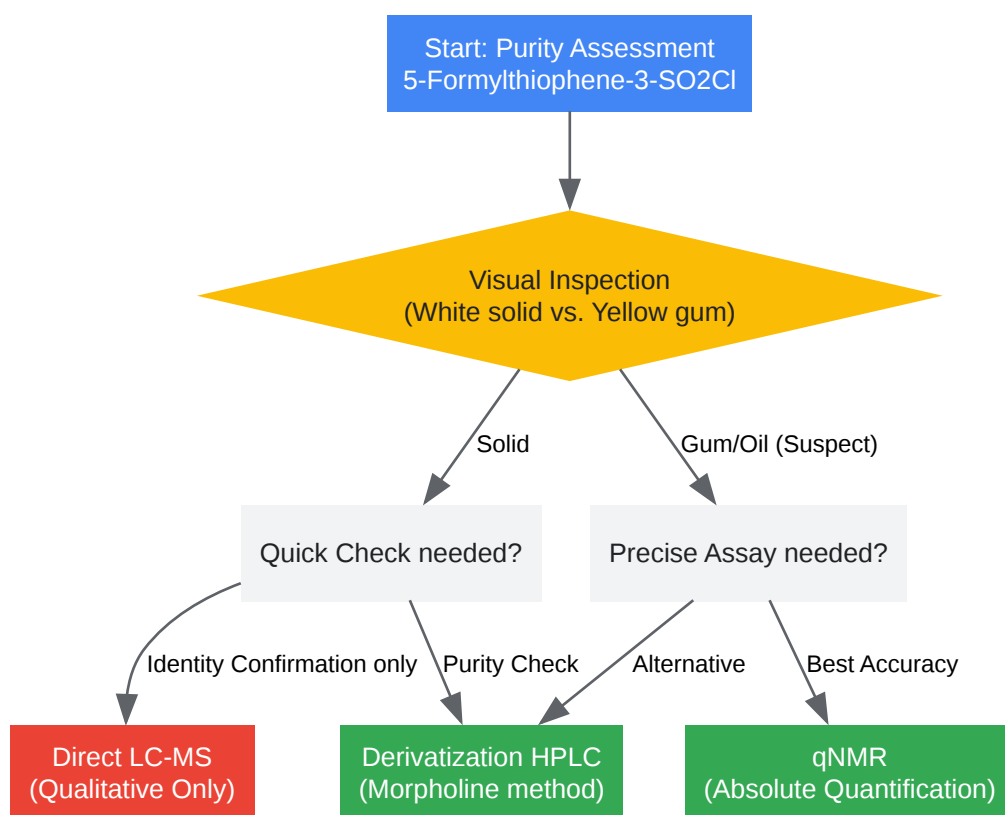 Start: Purity Assessment
5-Formylthiophene-3-SO2Cl
Visual Inspection
(White solid vs. Yellow gum)
Solid
Gum/Oil (Suspect)
Quick Check needed?
Precise Assay needed?
Identity Confirmation only
Purity Check
Alternative
Best Accuracy
Direct LC-MS
(Qualitative Only)
Derivatization HPLC
(Morpholine method)
qNMR
(Absolute Quantification)